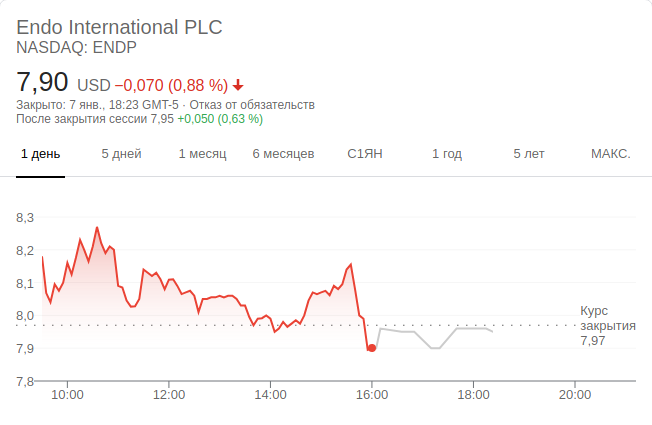 Endo International PLC
NASDAQ: ENDP
7,90 USD −0,070 (0,88 %)
Закрыто: 7 янв., 18:23 GMT-5 · Отказ от обязательств
После закрытия сессии 7,95 +0,050 (0,63 %)
1 день 5 дней 1 месяц 6 месяцев С1ЯН 1 год 5 лет МАКС.
8,3
8,2
8,1
8,0
7,9
7,8
Курс
закрытия
7,97
10:00 12:00 14:00 16:00 18:00 20:00